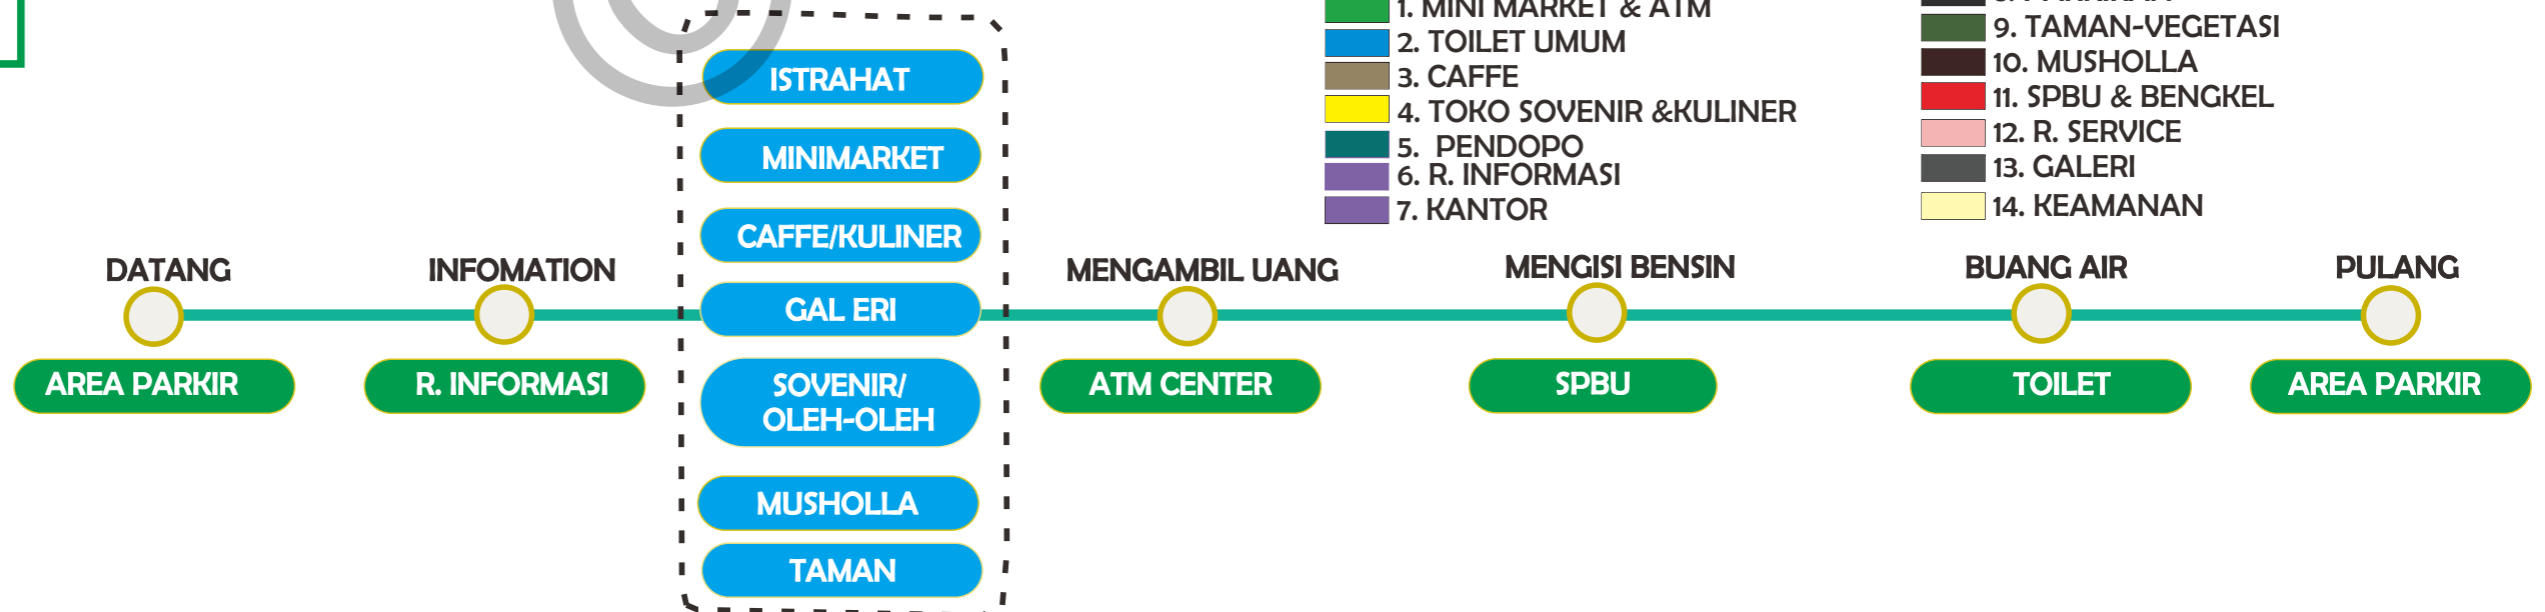 1. MINI MARKET & ATM
2. TOILET UMUM
3. CAFFE
4. TOKO SOVENIR &KULINER
5. PENDOPO
6. R. INFORMASI
7. KANTOR
9. TAMAN-VEGETASI
10. MUSHOLLA
11. SPBU & BENGKEL
12. R. SERVICE
13. GALERI
14. KEAMANAN
ISTRAHAT
MINIMARKET
CAFFE/KULINER
GAL ERI
SOVENIR/
OLEH-OLEH
MUSHOLLA
TAMAN
DATANG
AREA PARKIR
INFOMATION
R. INFORMASI
MENGAMBIL UANG
ATM CENTER
MENGISI BENSIN
SPBU
BUANG AIR
TOILET
PULANG
AREA PARKIR